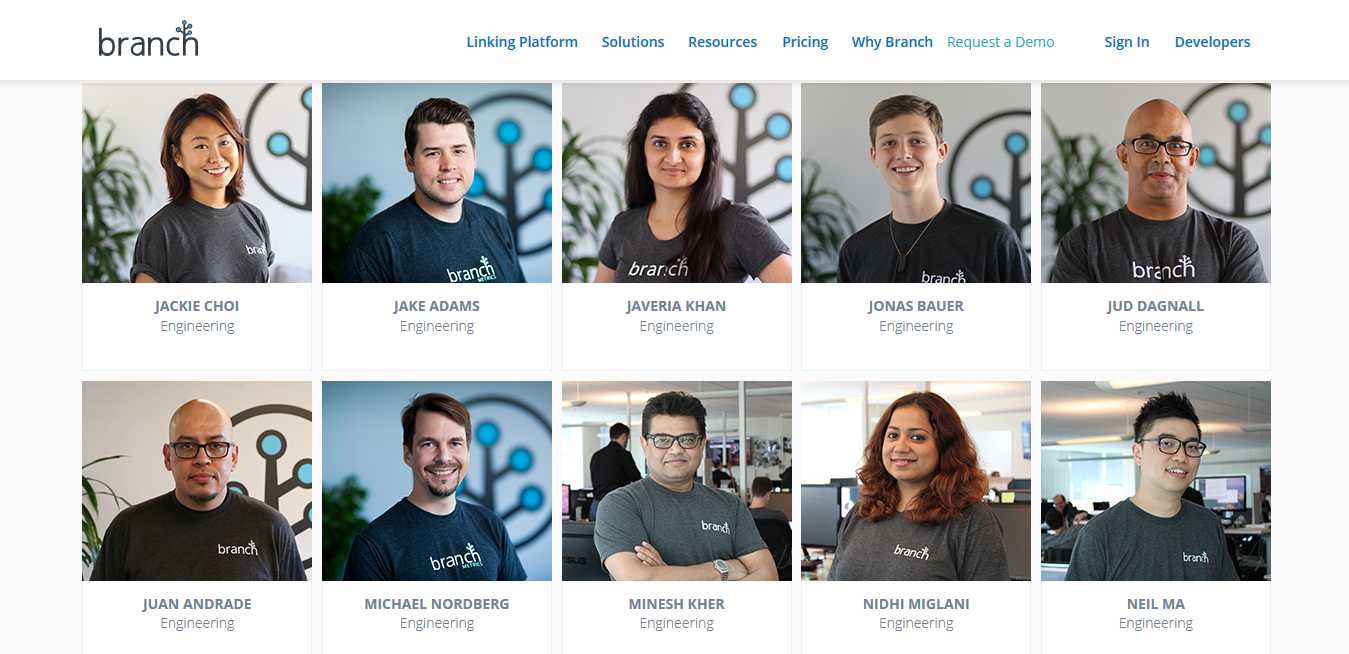 branch
Linking Platform Solutions Resources Pricing Why Branch Request a Demo Sign In Developers
branch
METRICS
branch
branch
branch
JACKIE CHOI JAKE ADAMS JAVERIA KHAN JONAS BAUER JUD DAGNALL
Engineering Engineering Engineering Engineering Engineering
branch
branch
METRICS
branch
branch
branch
JUAN ANDRADE MICHAEL NORDBERG MINESH KHER NIDHI MIGLANI NEIL MA
Engineering Engineering Engineering Engineering Engineering